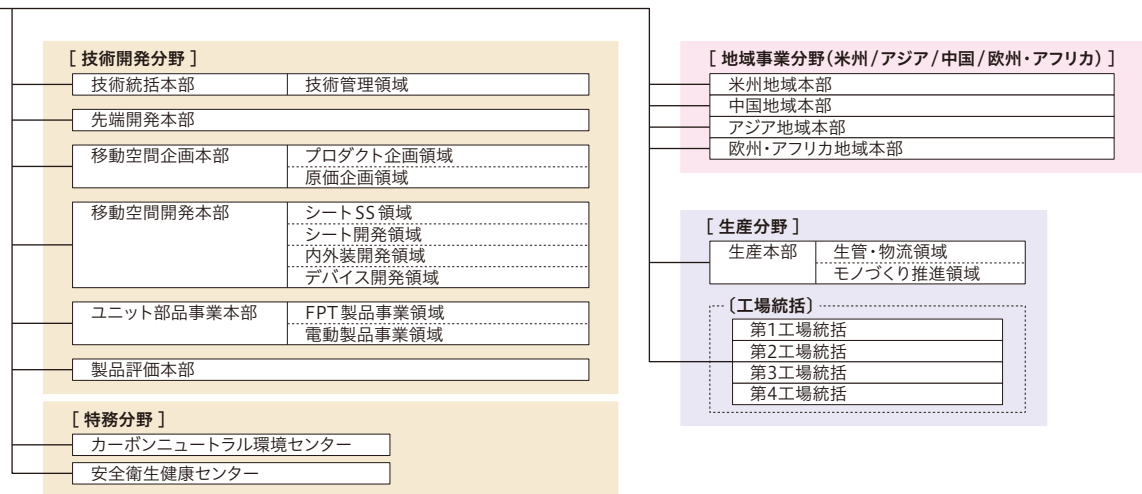 [ 技術開発分野 ]
技術統括本部 技術管理領域
先端開発本部
移動空間企画本部 プロダクト企画領域
原価企画領域
移動空間開発本部 シートSS領域
シート開発領域
内外装開発領域
デバイス開発領域
ユニット部品事業本部 FPT製品事業領域
電動製品事業領域
製品評価本部
[ 特務分野 ]
カーボンニュートラル環境センター
安全衛生健康センター
[ 地域事業分野(米州/アジア/中国/欧州・アフリカ) ]
米州地域本部
中国地域本部
アジア地域本部
欧州・アフリカ地域本部
[ 生産分野 ]
生産本部 生管・物流領域
モノづくり推進領域
〔工場統括〕
第1工場統括
第2工場統括
第3工場統括
第4工場統括